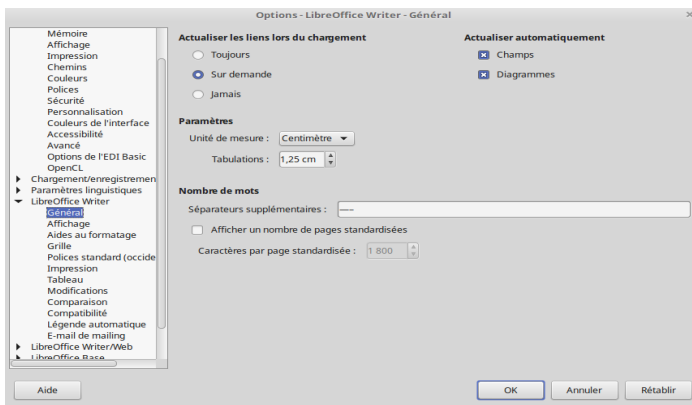 Options - LibreOffice Writer - Général
Mémoire
Affichage
Impression
Chemins
Couleurs
Polices
Sécurité
Personnalisation
Couleurs de l'interface
Accessibilité
Avancé
Options de l'EDI Basic
OpenCL
Chargement/enregistremen
Paramètres linguistiques
LibreOffice Writer
Général
Affichage
Aides au formatage
Grille
Polices standard (occide
Impression
Tableau
Modifications
Comparaison
Compatibilité
Légende automatique
E-mail de mailing
LibreOffice Writer/Web
LibreOffice Base
Actualiser les liens lors du chargement
Toujours
Sur demande
Jamais
Actualiser automatiquement
Champs
Diagrammes
Paramètres
Unité de mesure : Centimètre
Tabulations : 1,25 cm
Nombre de mots
Séparateurs supplémentaires : —–
Afficher un nombre de pages standardisées
Caractères par page standardisée : 1 800
Aide
OK
Annuler
Rétablir